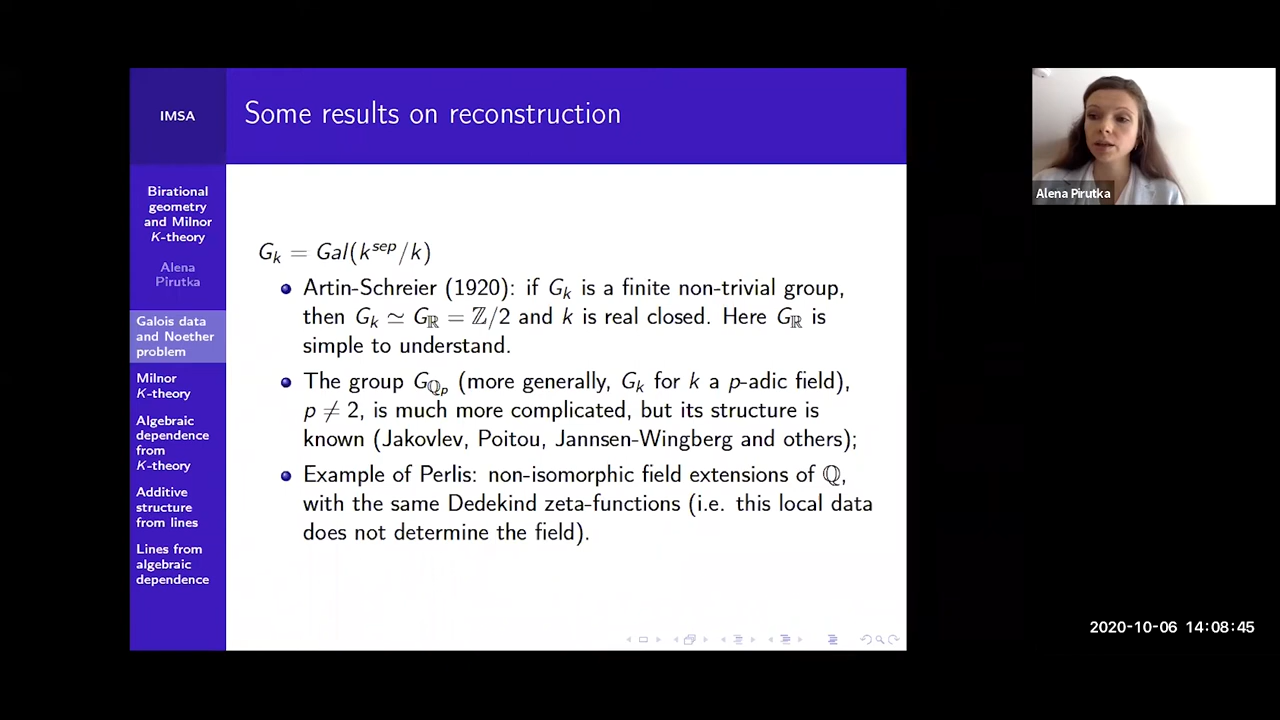 IMSA
Some results on reconstruction
Birational
geometry
and Milnor
K-theory
Alena
Pirutka
Galois data
and Noether
problem
Milnor
K-theory
Algebraic
dependence
from
K-theory
Additive
structure
from lines
Lines from
algebraic
dependence
G_k = Gal(k^{sep}/k)
Artin-Schreier (1920): if G_k is a finite non-trivial group,
then G_k ≃ G_ℝ = ℤ/2 and k is real closed. Here G_ℝ is
simple to understand.
The group G_{ℚ_p} (more generally, G_k for k a p-adic field),
p ≠ 2, is much more complicated, but its structure is
known (Jakovlev, Poitou, Jannsen-Wingberg and others);
Example of Perlis: non-isomorphic field extensions of ℚ,
with the same Dedekind zeta-functions (i.e. this local data
does not determine the field).
Alena Pirutka
2020-10-06 14:08:45